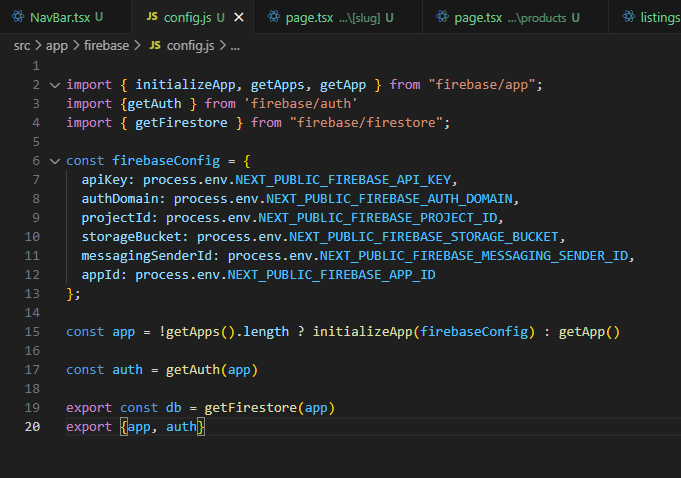 NavBar.tsx U JS config.js U × page.tsx ...\[slug] U page.tsx ...\products U listings
src > app > firebase > JS config.js > ...
1
2 import { initializeApp, getApps, getApp } from "firebase/app";
3 import {getAuth } from 'firebase/auth'
4 import { getFirestore } from "firebase/firestore";
5
6 const firebaseConfig = {
7 apiKey: process.env.NEXT_PUBLIC_FIREBASE_API_KEY,
8 authDomain: process.env.NEXT_PUBLIC_FIREBASE_AUTH_DOMAIN,
9 projectId: process.env.NEXT_PUBLIC_FIREBASE_PROJECT_ID,
10 storageBucket: process.env.NEXT_PUBLIC_FIREBASE_STORAGE_BUCKET,
11 messagingSenderId: process.env.NEXT_PUBLIC_FIREBASE_MESSAGING_SENDER_ID,
12 appId: process.env.NEXT_PUBLIC_FIREBASE_APP_ID
13 };
14
15 const app = !getApps().length ? initializeApp(firebaseConfig) : getApp()
16
17 const auth = getAuth(app)
18
19 export const db = getFirestore(app)
20 export {app, auth}